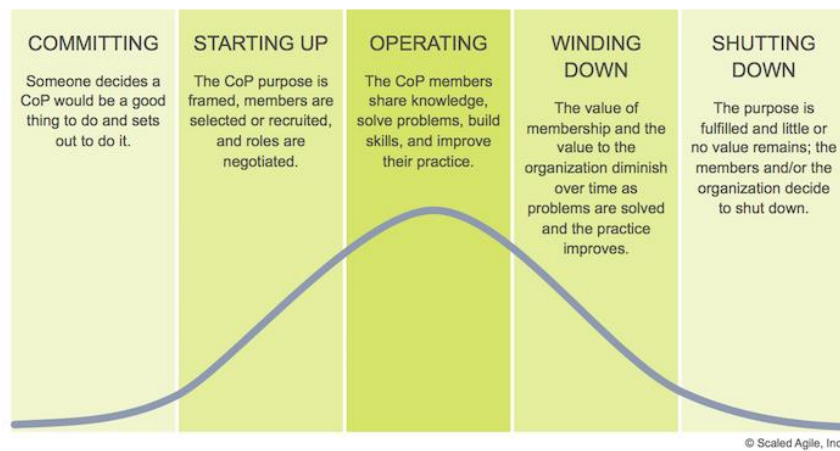 COMMITTING
Someone decides a
CoP would be a good
thing to do and sets
out to do it.
STARTING UP
The CoP purpose is
framed, members are
selected or recruited,
and roles are
negotiated.
OPERATING
The CoP members
share knowledge,
solve problems, build
skills, and improve
their practice.
WINDING
DOWN
The value of
membership and the
value to the
organization diminish
over time as
problems are solved
and the practice
improves.
SHUTTING
DOWN
The purpose is
fulfilled and little or
no value remains; the
members and/or the
organization decide
to shut down.
© Scaled Agile, Inc